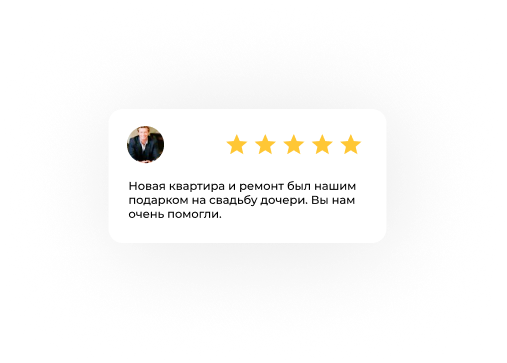 Новая квартира и ремонт был нашим
подарком на свадьбу дочери. Вы нам
очень помогли.